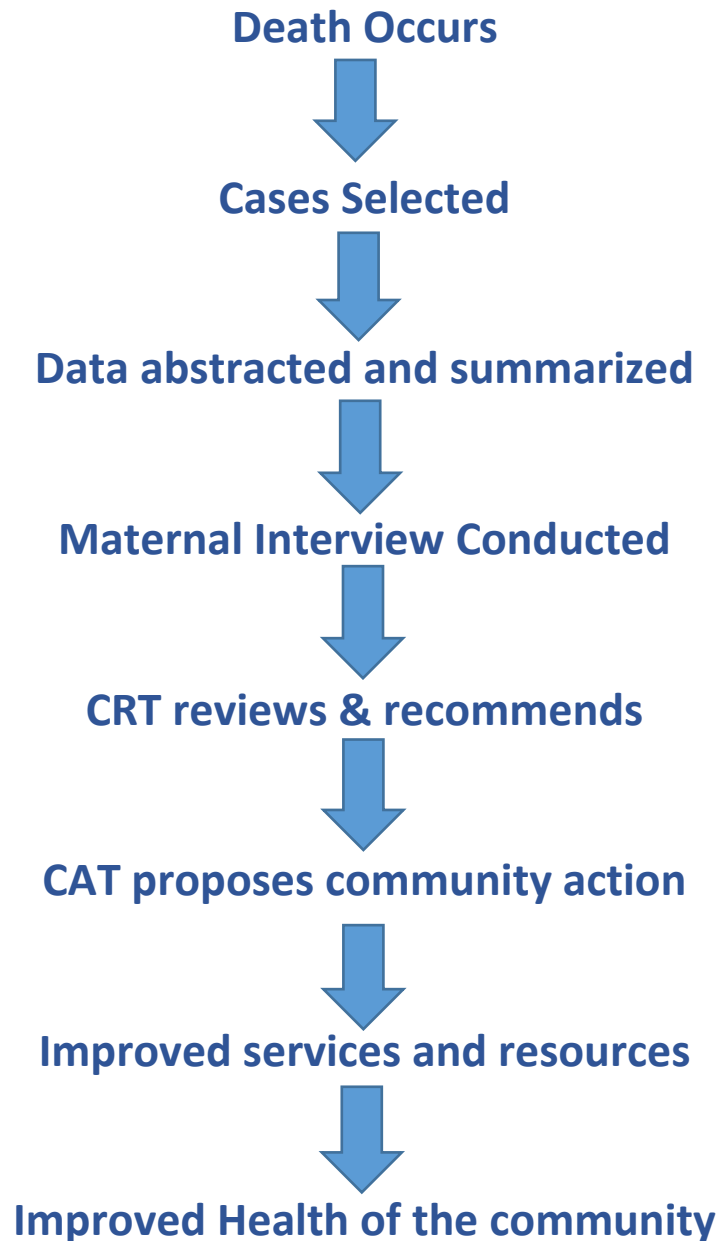 Death Occurs
Cases Selected
Data abstracted and summarized
Maternal Interview Conducted
CRT reviews & recommends
CAT proposes community action
Improved services and resources
Improved Health of the community